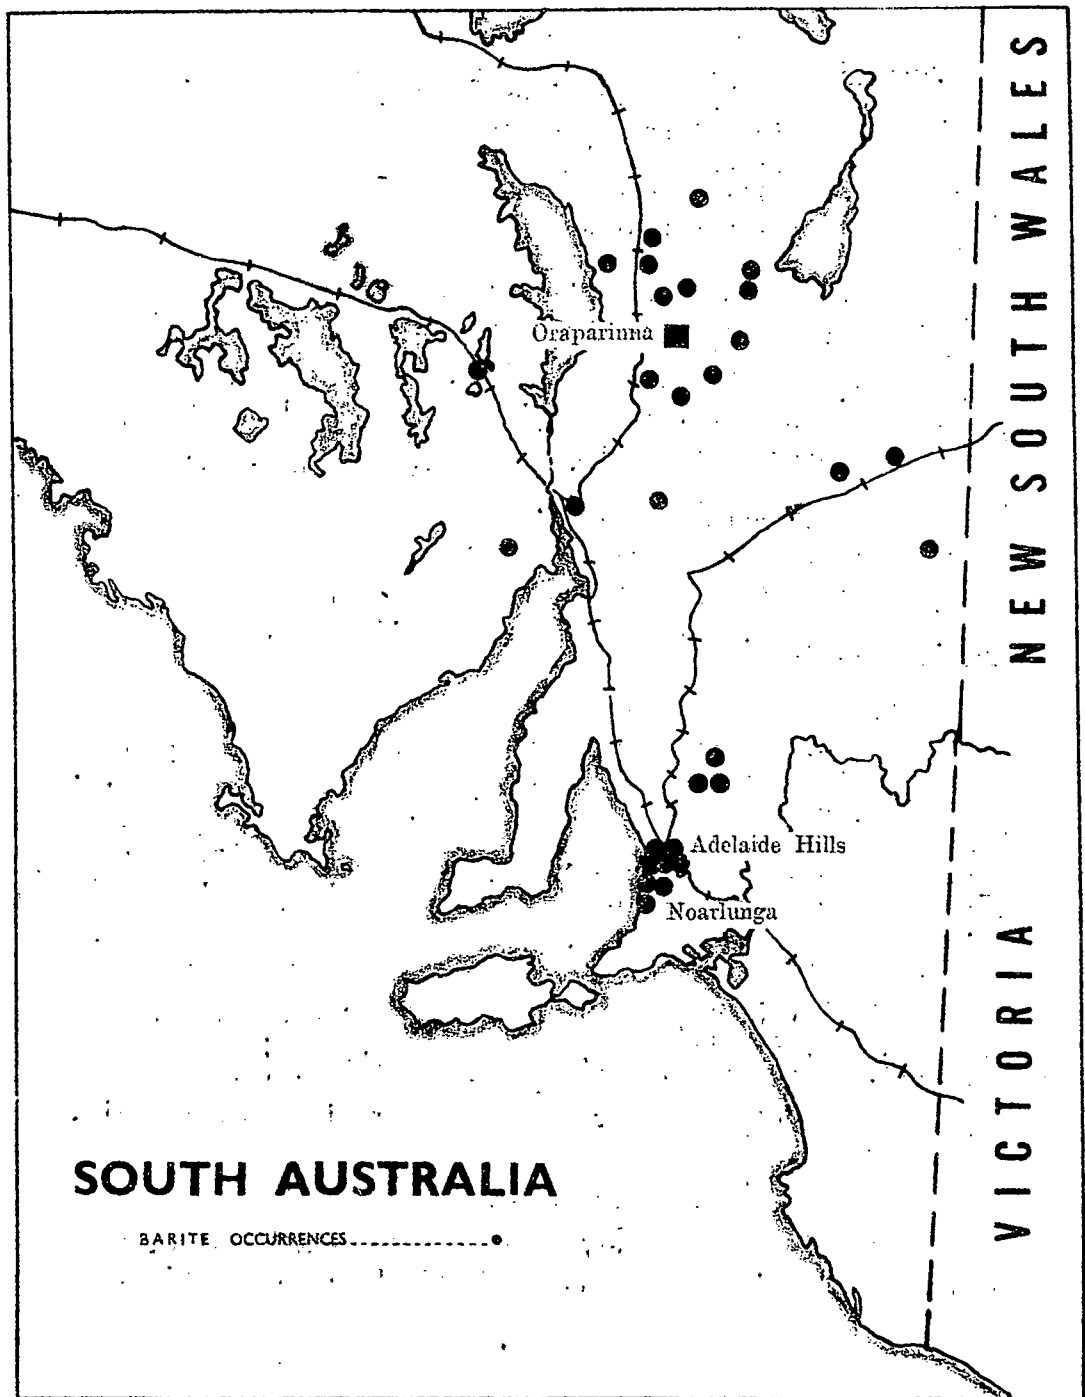 NEW SOUTH WALES
Oraparinna
Adelaide Hills
Noarlunga
VICTORIA
SOUTH AUSTRALIA
BARITE OCCURRENCES